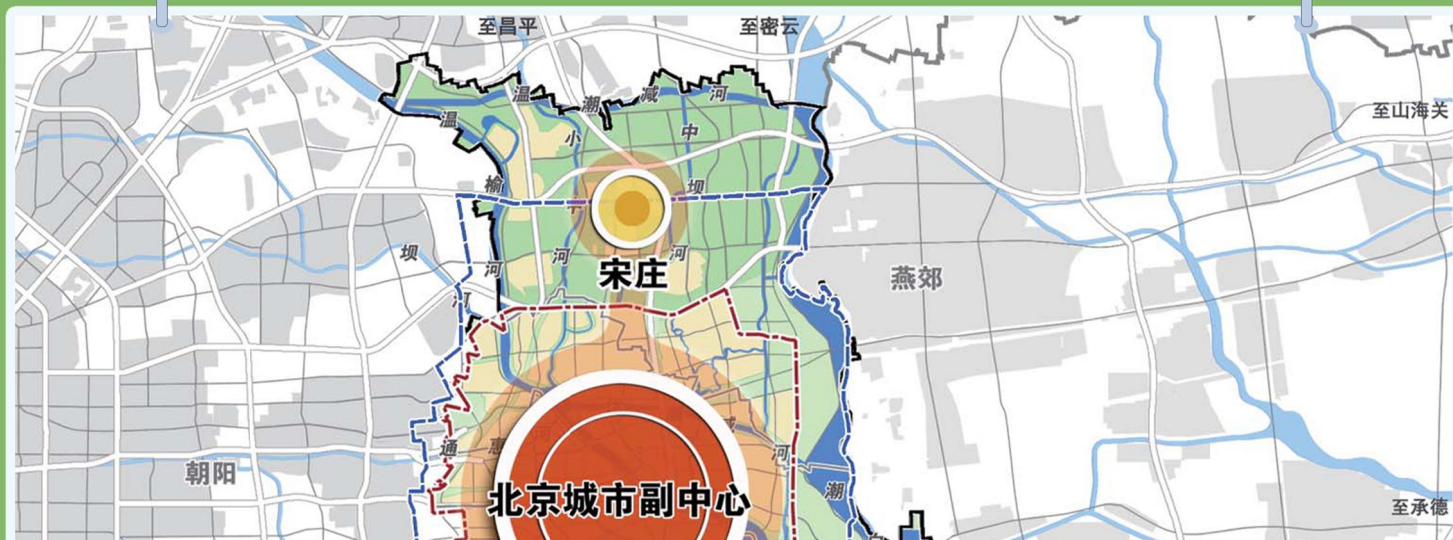 至昌平
至密云
温
潮
减
河
温
至山海关
小
中
榆
坝
中
坝
河
河
河
宋庄
燕郊
河
通
惠
河
朝阳
潮
北京城市副中心
至承德